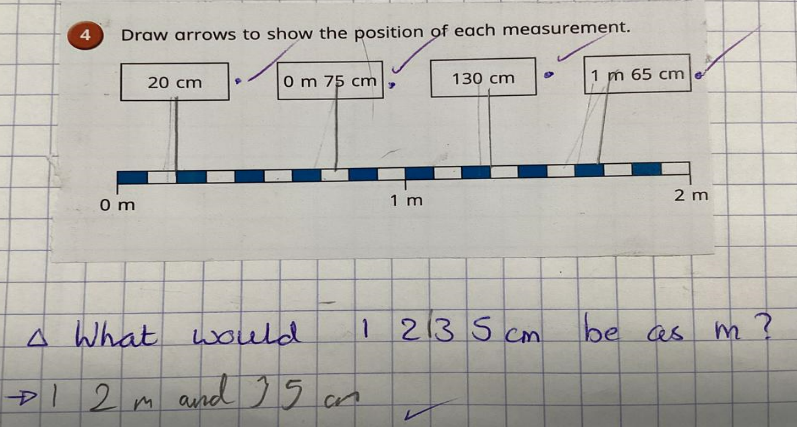 4 Draw arrows to show the position of each measurement.
20 cm 0 m 75 cm 130 cm 1 m 65 cm
0 m 1 m 2 m
△ What would 1 2 3 5 cm be as m ?
→ 1 2 m and 35 cm